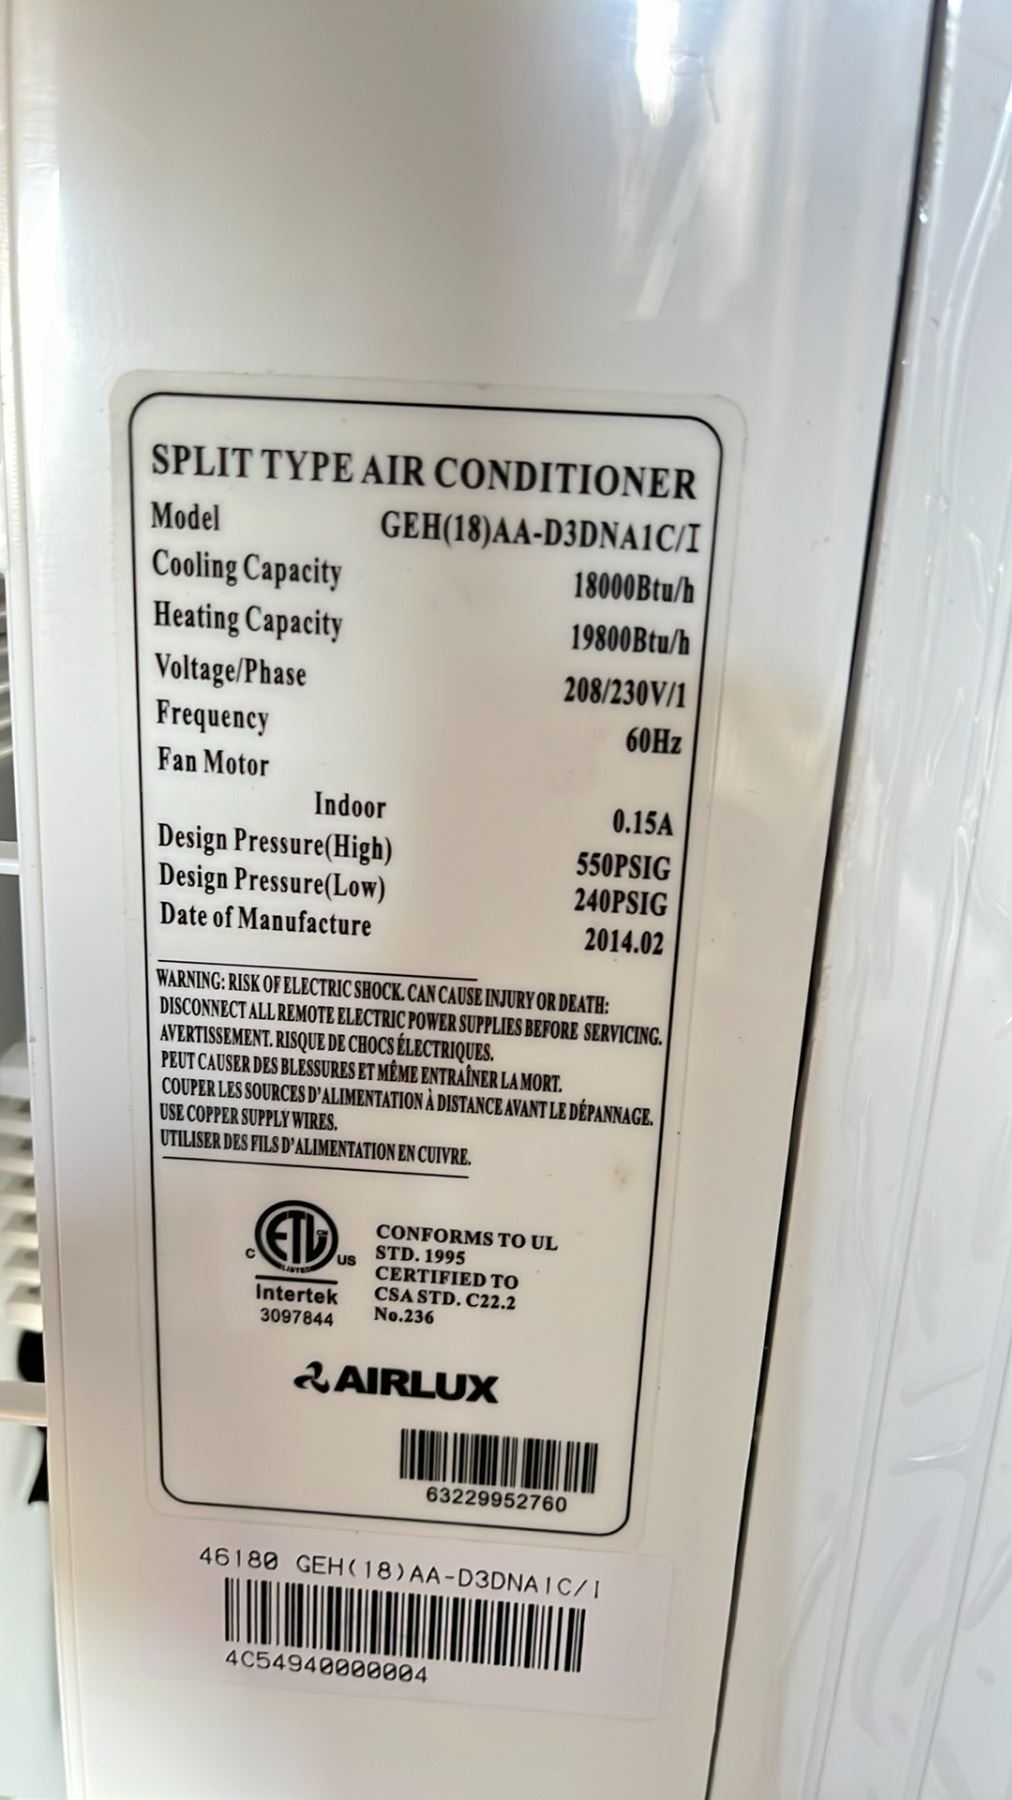 SPLIT TYPE AIR CONDITIONER
Model GEH(18)AA-D3DNA1C/I
Cooling Capacity 18000Btu/h
Heating Capacity 19800Btu/h
Voltage/Phase 208/230V/1
Frequency 60Hz
Fan Motor
Indoor 0.15A
Design Pressure(High) 550PSIG
Design Pressure(Low) 240PSIG
Date of Manufacture 2014.02
WARNING: RISK OF ELECTRIC SHOCK. CAN CAUSE INJURY OR DEATH:
DISCONNECT ALL REMOTE ELECTRIC POWER SUPPLIES BEFORE SERVICING.
AVERTISSEMENT. RISQUE DE CHOCS ÉLECTRIQUES.
PEUT CAUSER DES BLESSURES ET MÊME ENTRAÎNER LA MORT.
COUPER LES SOURCES D'ALIMENTATION À DISTANCE AVANT LE DÉPANNAGE.
USE COPPER SUPPLY WIRES.
UTILISER DES FILS D'ALIMENTATION EN CUIVRE.
ETL CM
LISTED
C US
Intertek
3097844
CONFORMS TO UL
STD. 1995
CERTIFIED TO
CSA STD. C22.2
No.236
AIRLUX
63229952760
46180 GEH(18)AA-D3DNA1C/I
4C54940000004